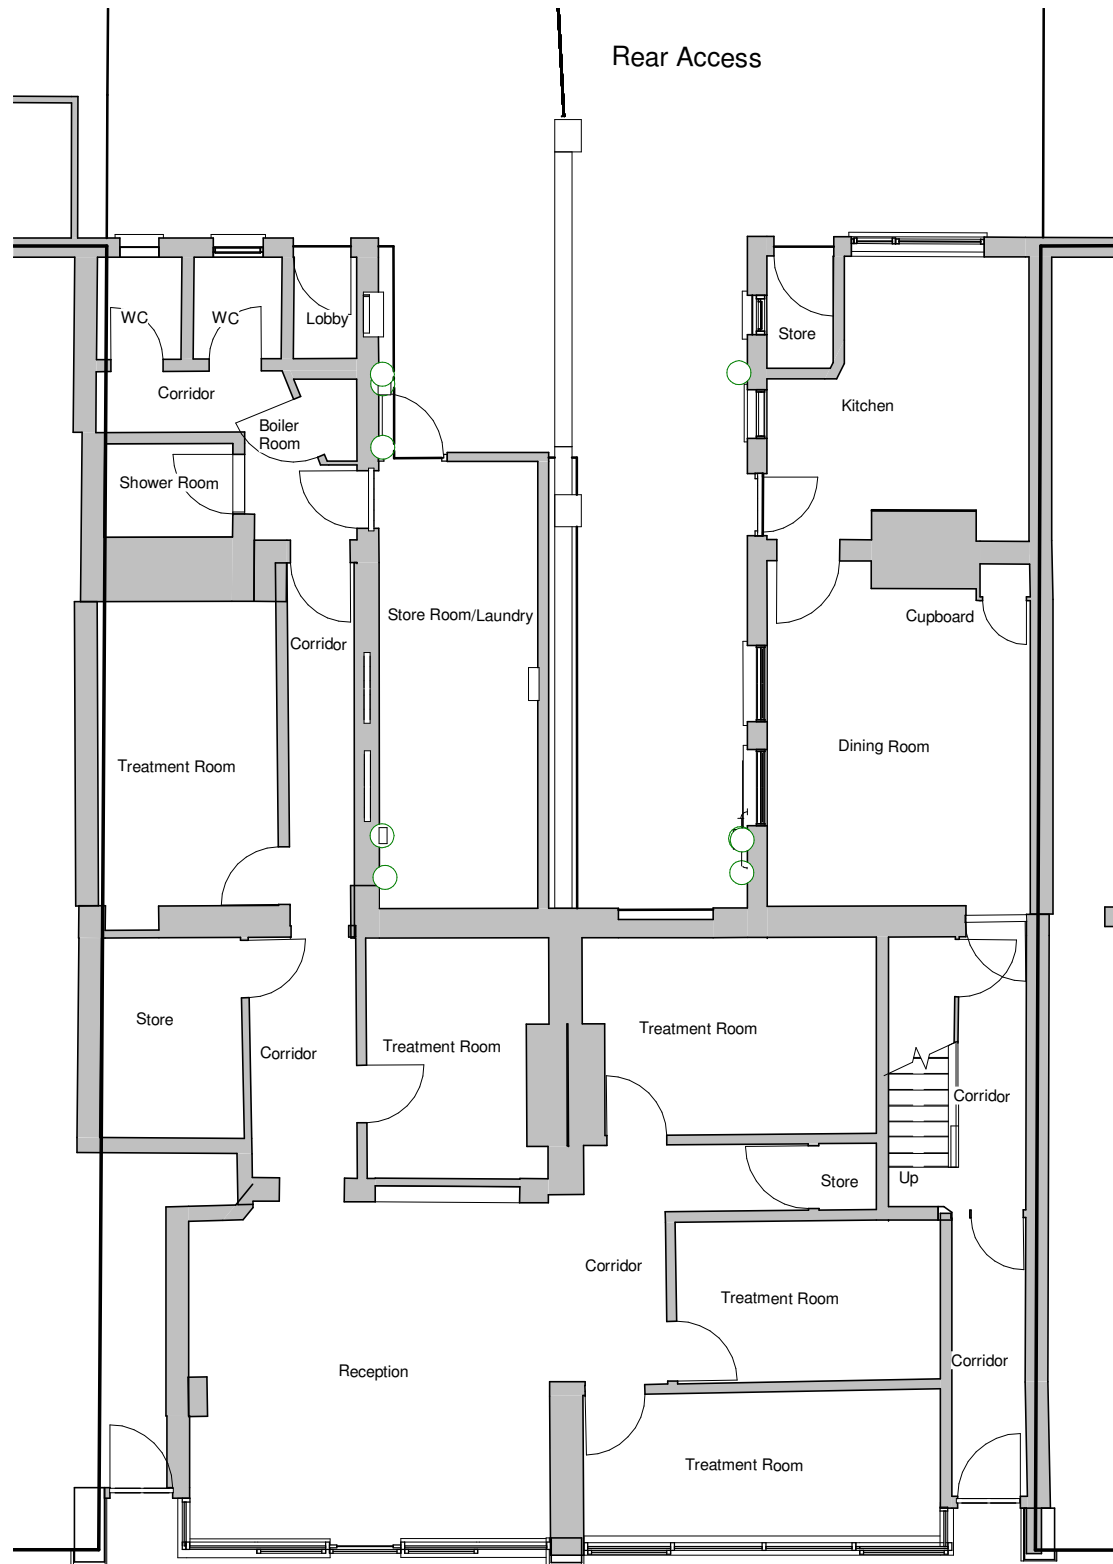 Rear Access
WC
WC
Lobby
Store
Corridor
Kitchen
Boiler
Room
Shower Room
Store Room/Laundry
Cupboard
Corridor
Dining Room
Treatment Room
Store
Treatment Room
Treatment Room
Corridor
Corridor
Store
Up
Corridor
Treatment Room
Corridor
Reception
Treatment Room